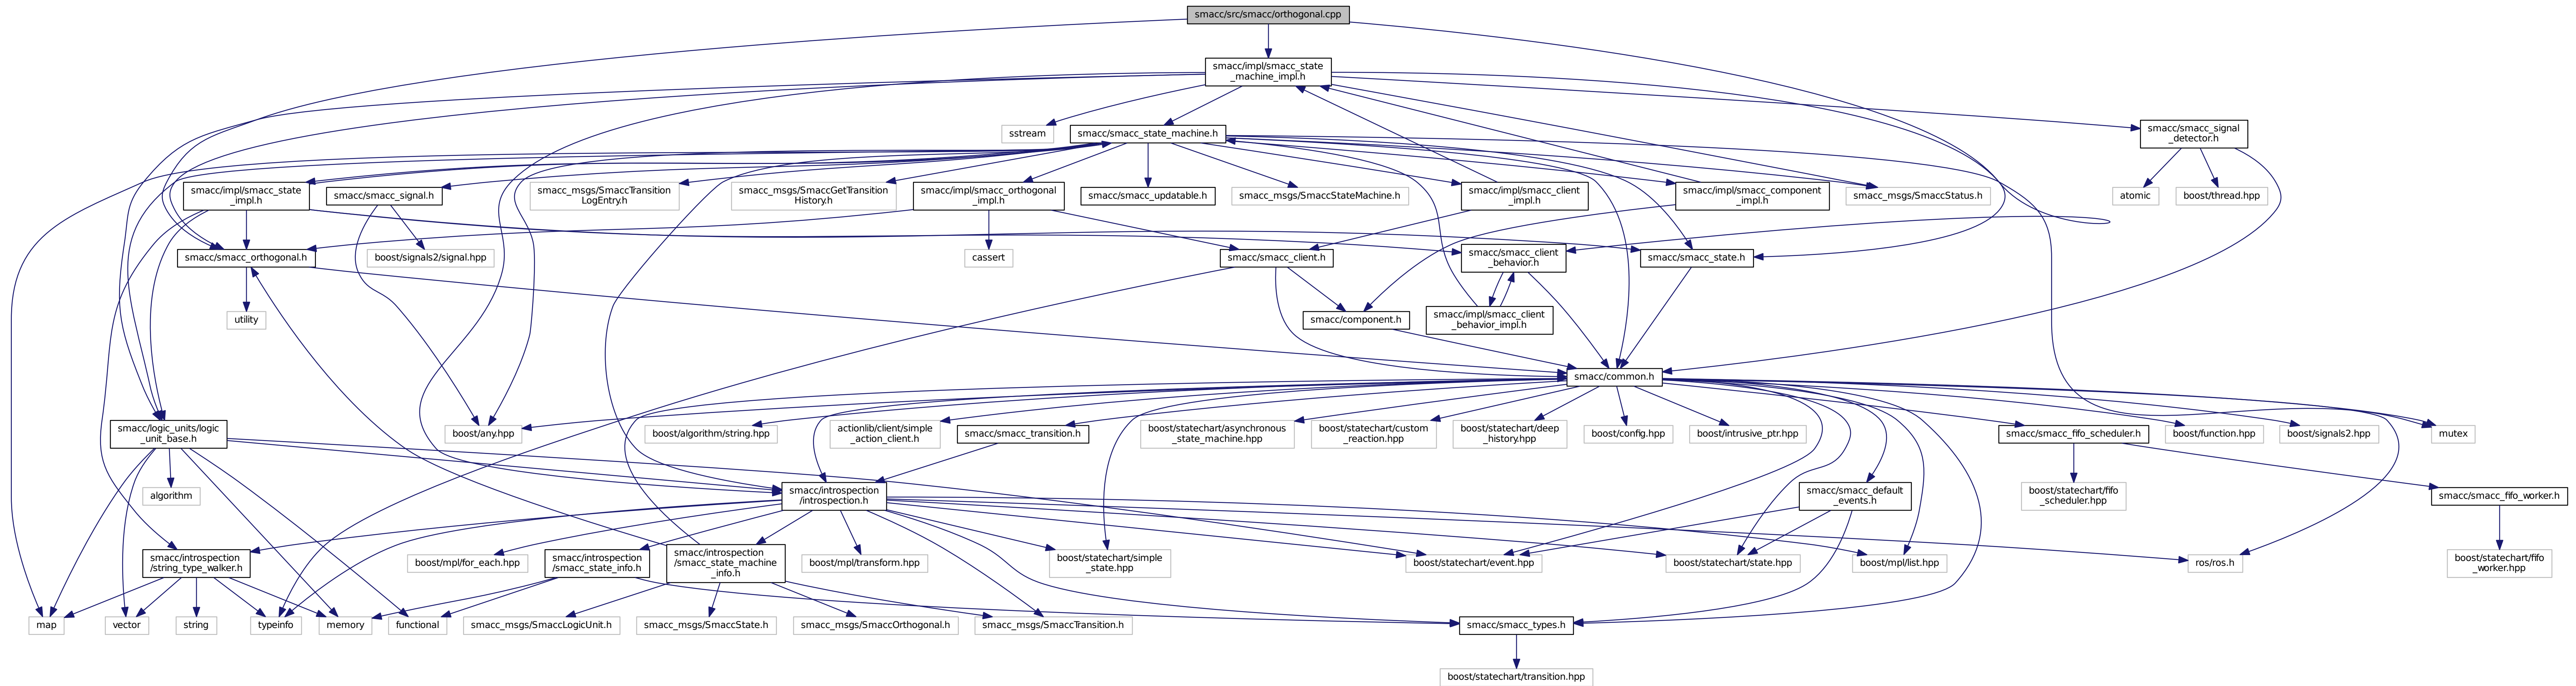 smacc/src/smacc/orthogonal.cpp
smacc/impl/smacc_state
_machine_impl.h
sstream
smacc/smacc_state_machine.h
smacc/smacc_signal
_detector.h
smacc/impl/smacc_state
_impl.h
smacc/smacc_signal.h
smacc_msgs/SmaccTransition
LogEntry.h
smacc_msgs/SmaccGetTransition
History.h
smacc/impl/smacc_orthogonal
_impl.h
smacc/smacc_updatable.h
smacc_msgs/SmaccStateMachine.h
smacc/impl/smacc_client
_impl.h
smacc/impl/smacc_component
_impl.h
smacc_msgs/SmaccStatus.h
atomic
boost/thread.hpp
smacc/smacc_orthogonal.h
boost/signals2/signal.hpp
cassert
smacc/smacc_client.h
smacc/smacc_client
_behavior.h
smacc/smacc_state.h
utility
smacc/component.h
smacc/impl/smacc_client
_behavior_impl.h
smacc/common.h
smacc/logic_units/logic
_unit_base.h
boost/any.hpp
boost/algorithm/string.hpp
actionlib/client/simple
_action_client.h
smacc/smacc_transition.h
boost/statechart/asynchronous
_state_machine.hpp
boost/statechart/custom
_reaction.hpp
boost/statechart/deep
_history.hpp
boost/config.hpp
boost/intrusive_ptr.hpp
smacc/smacc_fifo_scheduler.h
boost/function.hpp
boost/signals2.hpp
mutex
algorithm
smacc/introspection
/introspection.h
smacc/smacc_default
_events.h
boost/statechart/fifo
_scheduler.hpp
smacc/smacc_fifo_worker.h
smacc/introspection
/string_type_walker.h
boost/mpl/for_each.hpp
smacc/introspection
/smacc_state_info.h
smacc/introspection
/smacc_state_machine
_info.h
boost/mpl/transform.hpp
boost/statechart/simple
_state.hpp
boost/statechart/event.hpp
boost/statechart/state.hpp
boost/mpl/list.hpp
ros/ros.h
boost/statechart/fifo
_worker.hpp
map
vector
string
typeinfo
memory
functional
smacc_msgs/SmaccLogicUnit.h
smacc_msgs/SmaccState.h
smacc_msgs/SmaccOrthogonal.h
smacc_msgs/SmaccTransition.h
smacc/smacc_types.h
boost/statechart/transition.hpp